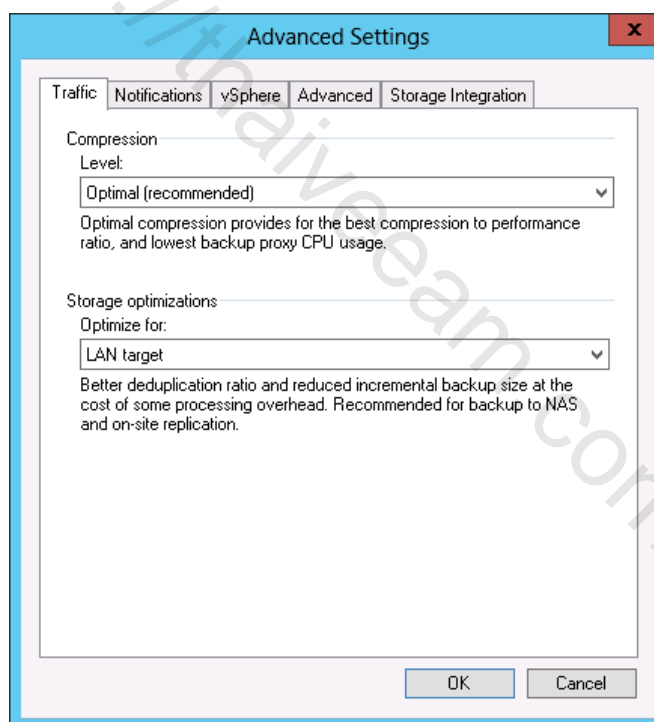 Advanced Settings
x
Traffic Notifications vSphere Advanced Storage Integration
Compression
Level:
Optimal (recommended)
Optimal compression provides for the best compression to performance
ratio, and lowest backup proxy CPU usage.
Storage optimizations
Optimize for:
LAN target
Better deduplication ratio and reduced incremental backup size at the
cost of some processing overhead. Recommended for backup to NAS
and on-site replication.
OK Cancel
://thaiveeam.com